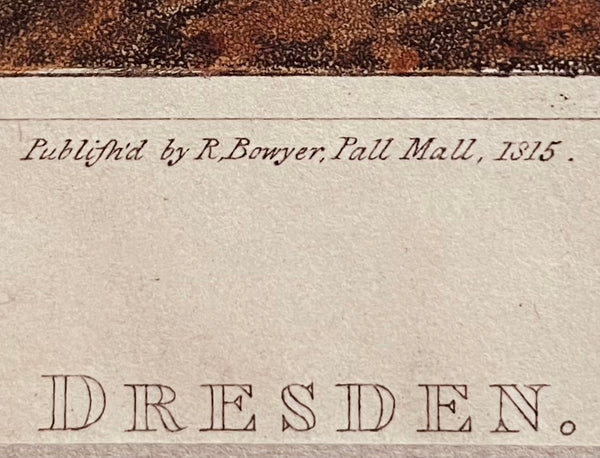 Publiſh'd by R. Bowyer, Pall Mall, 1815.
DRESDEN.